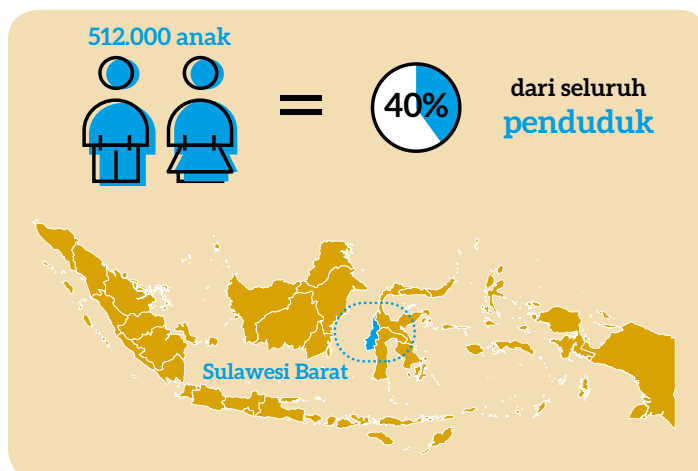 512.000 anak
40%
dari seluruh
penduduk
Sulawesi Barat